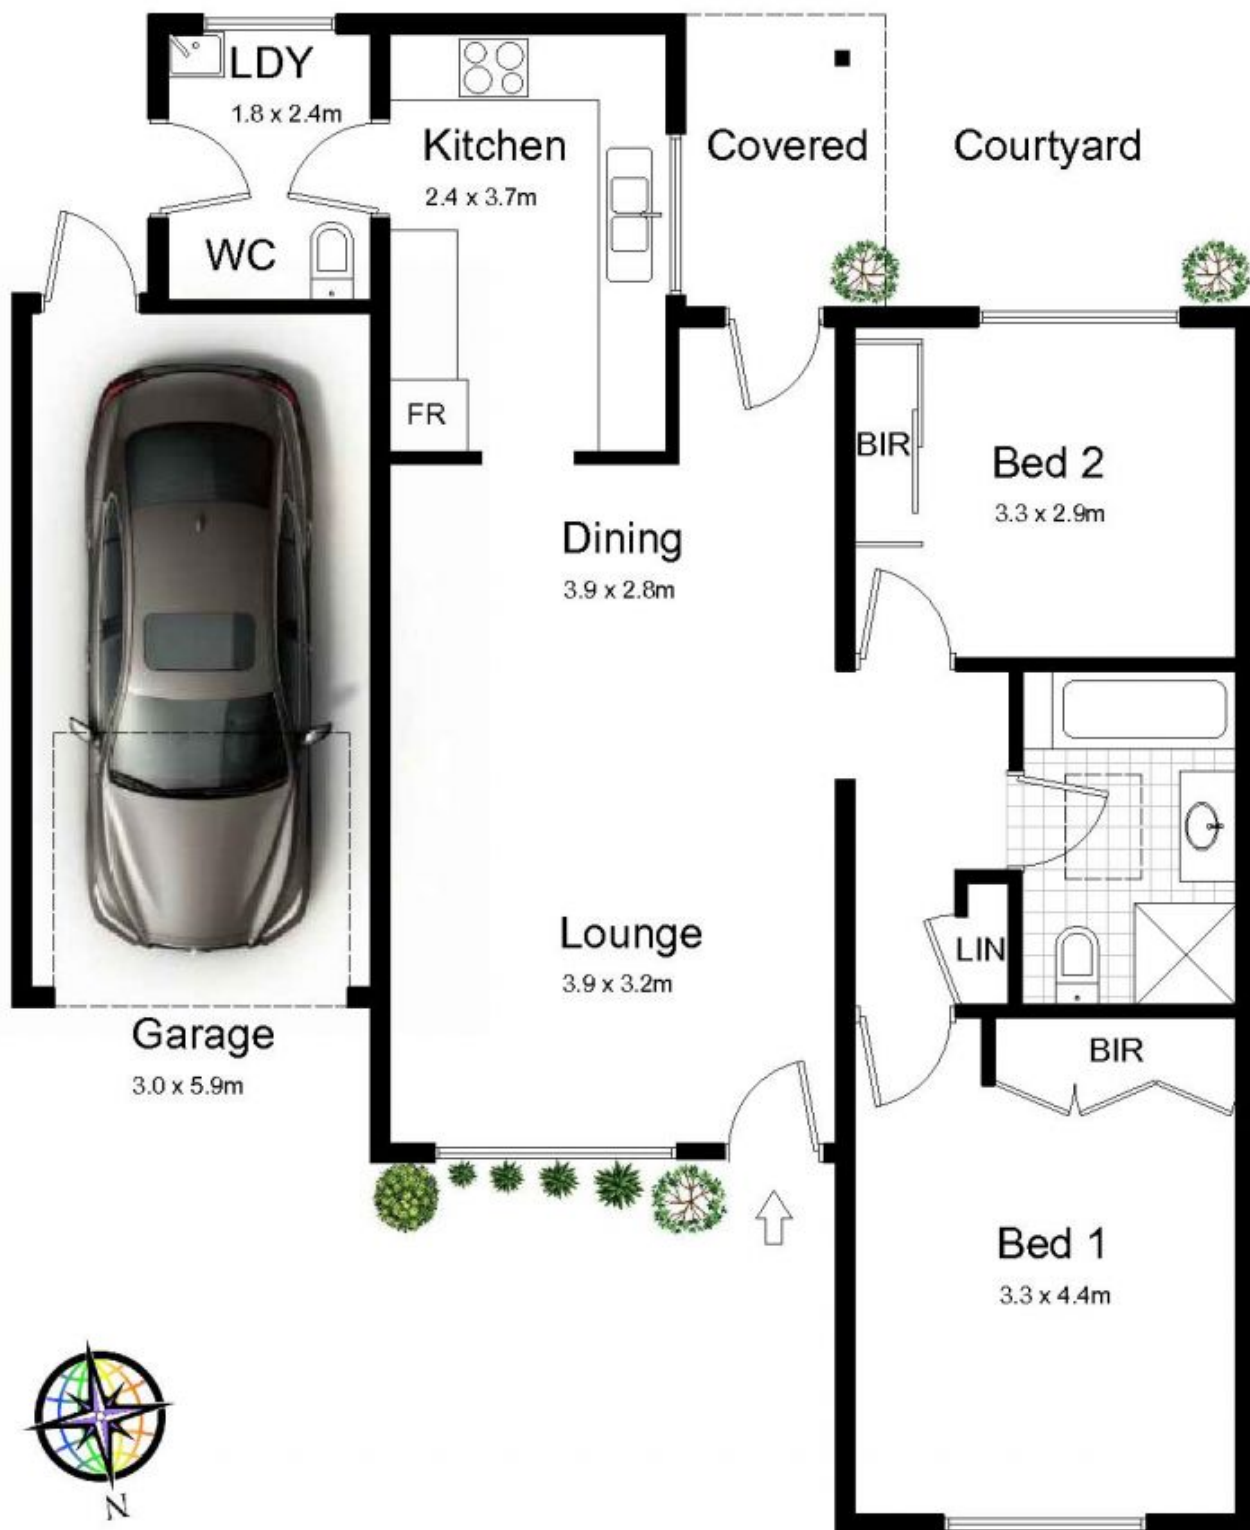 LDY
1.8 x 2.4m
Kitchen
2.4 x 3.7m
Covered
Courtyard
WC
FR
BIR
Bed 2
3.3 x 2.9m
Dining
3.9 x 2.8m
Lounge
3.9 x 3.2m
LIN
Garage
3.0 x 5.9m
BIR
Bed 1
3.3 x 4.4m
N